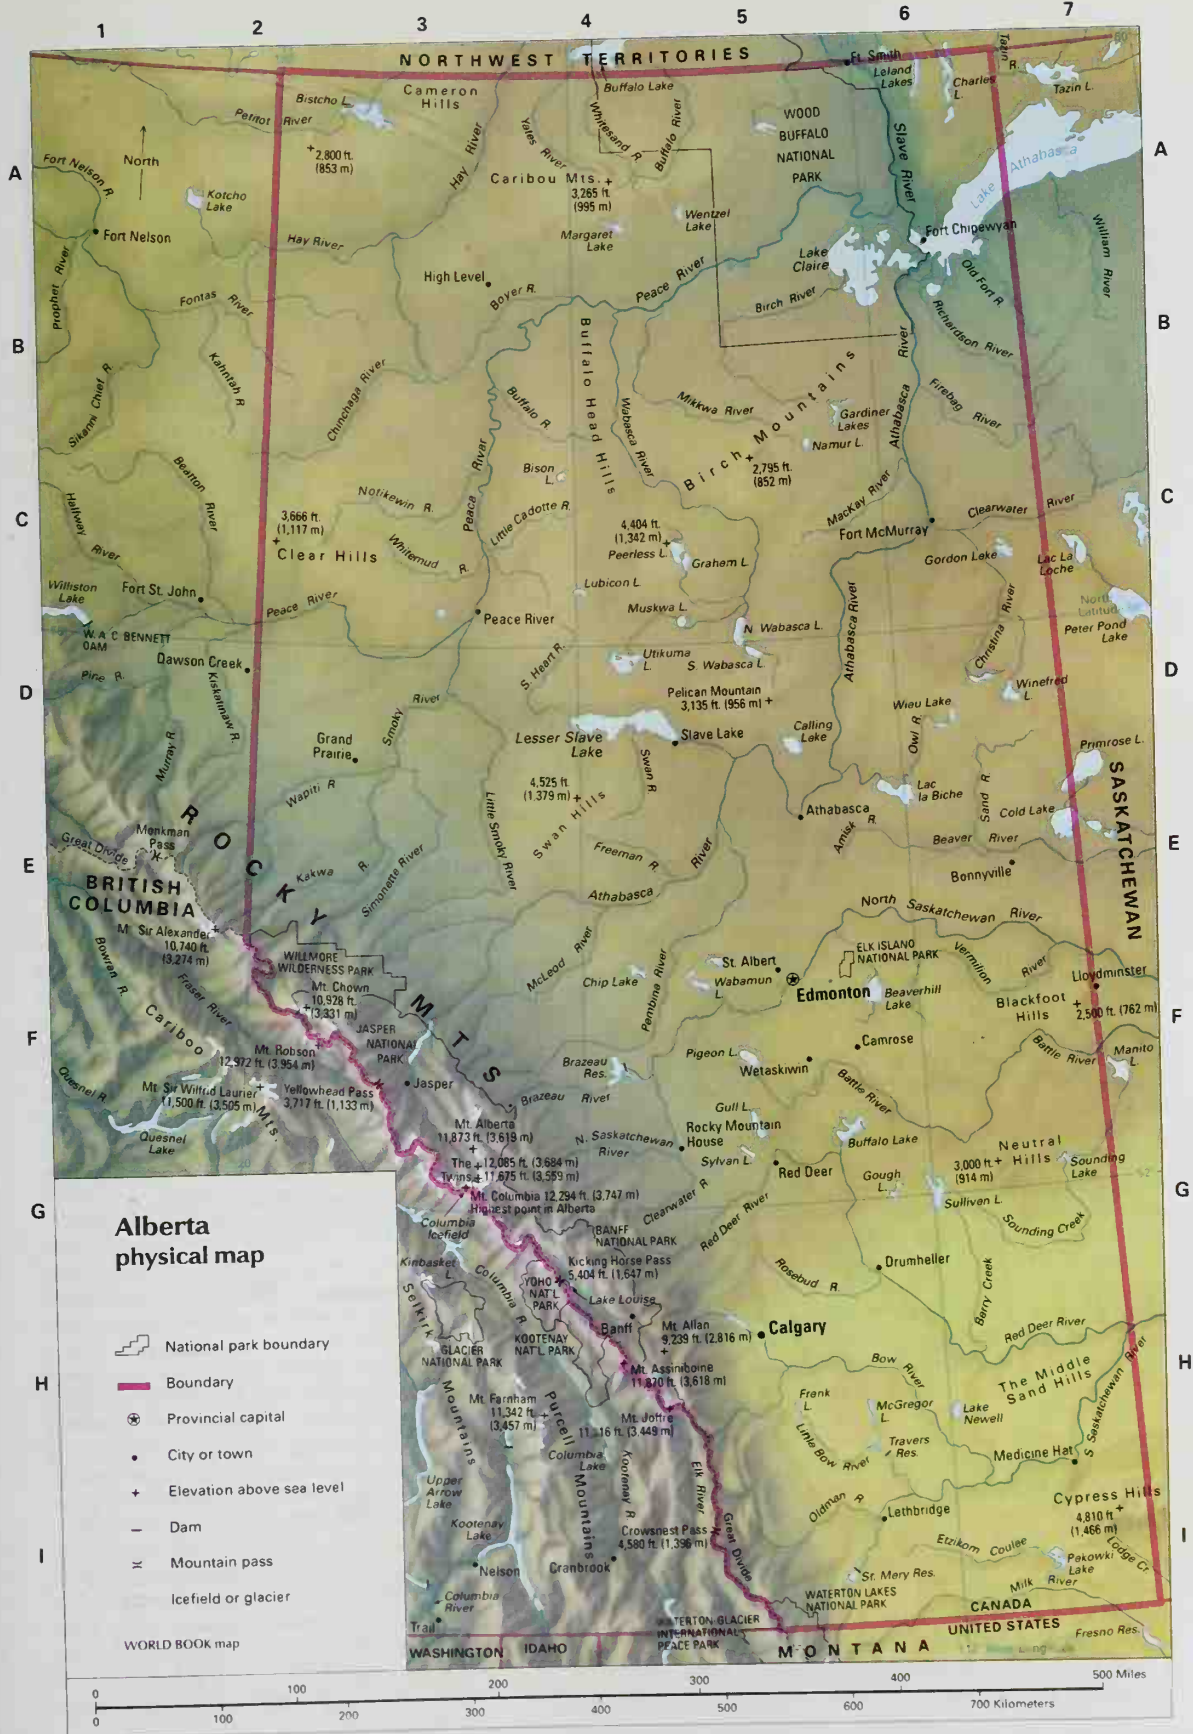 1 2 3 4 5 6 7
NORTHWEST TERRITORIES
60°
Ft. Smith
Tazin R.
Leland Lakes
Charles L.
Tazin L.
Bistcho L.
Cameron Hills
Buffalo Lake
Petitot River
Whitesand R.
Buffalo River
Yates River
Hay River
WOOD
BUFFALO
NATIONAL
PARK
Slave River
Lake Athabasca
A
A
North
2,800 ft.
(853 m)
Fort Nelson R.
Kotcho Lake
Caribou Mts.
3,265 ft.
(995 m)
Wentzel Lake
Margaret Lake
Fort Nelson
Hay River
Fort Chipewyan
William River
Lake Claire
Old Fort R.
Prophet River
High Level
Boyer R.
Peace River
Birch River
Fontas River
Richardson River
B
B
Kahntah R.
Chinchaga River
Buffalo Head Hills
River
Athabasca
Sikanni Chief R.
Buffalo R.
Wabasca River
Mikkwa River
Birch Mountains
2,795 ft.
(852 m)
Gardiner Lakes
Namur L.
Firebag River
Beatton River
Halfway River
Notikewin R.
Peace River
Bison L.
Little Cadotte R.
MacKay River
Clearwater River
C
C
3,666 ft.
(1,117 m)
Clear Hills
Whitemud R.
4,404 ft.
(1,342 m)
Peerless L.
Graham L.
Fort McMurray
Gordon Lake
Lac La Loche
Williston Lake
Fort St. John
Peace River
Lubicon L.
Muskwa L.
Peace River
N Wabasca L.
Athabasca River
Christina River
North Latitude
Peter Pond Lake
W. A C BENNETT
DAM
Dawson Creek
Pine R.
Kiskatinaw R.
S. Heart R.
Utikuma L.
S. Wabasca L.
Winefred L.
D
D
Smoky River
Pelican Mountain
3,135 ft. (956 m)
Wiau Lake
Owl R.
Murray R.
Grand Prairie
Lesser Slave Lake
Slave Lake
Calling Lake
Primrose L.
Wapiti R
4,525 ft.
(1,379 m)
Swan Hills
Swan R
Lac la Biche
Sand R.
Cold Lake
SASKATCHEWAN
ROCKY MTS
Monkman Pass
Great Divide
Little Smoky River
Athabasca
Amisk R.
Beaver River
E
E
BRITISH
COLUMBIA
Kakwa R.
Simonette River
Freeman R.
Athabasca River
Bonnyville
M Sir Alexander
10,740 ft.
(3,274 m)
North Saskatchewan River
Bowran R.
Fraser River
WILLMORE
WILDERNESS PARK
McLeod River
Chip Lake
Pembina River
St. Albert
Wabamun L.
Edmonton
ELK ISLAND
NATIONAL PARK
Beaverhill Lake
Vermilion River
Lloydminster
Blackfoot Hills
2,500 ft. (762 m)
Mt. Chown
10,928 ft.
(3,331 m)
Cariboo Mts.
JASPER
NATIONAL
PARK
F
F
Mt. Robson
12,972 ft. (3,954 m)
Brazeau Res.
Pigeon L.
Wetaskiwin
Camrose
Battle River
Manito L.
Quesnel R.
Mt Sir Wilfrid Laurier
11,500 ft. (3,505 m)
Yellowhead Pass
3,717 ft. (1,133 m)
Jasper
Brazeau River
Battle River
Quesnel Lake
Mt. Alberta
11,873 ft. (3,619 m)
N. Saskatchewan River
Gull L.
Rocky Mountain House
Sylvan L.
Buffalo Lake
Neutral Hills
3,000 ft.
(914 m)
Sounding Lake
The Twins
12,085 ft. (3,684 m)
11,675 ft. (3,559 m)
Red Deer
Gough L.
52°
G
G
Mt. Columbia 12,294 ft. (3,747 m)
Highest point in Alberta
Columbia Icefield
Clearwater R
Red Deer River
Sullivan L.
Sounding Creek
Alberta
physical map
BANFF
NATIONAL PARK
Kinbasket L.
Columbia R.
Kicking Horse Pass
5,404 ft. (1,647 m)
Rosebud R.
Drumheller
Berry Creek
YOHO
NAT'L
PARK
Lake Louise
Selkirk Mountains
Banff
Mt. Allan
9,239 ft. (2,816 m)
Calgary
Red Deer River
National park boundary
GLACIER
NATIONAL PARK
KOOTENAY
NAT'L PARK
Bow River
The Middle Sand Hills
S Saskatchewan River
H
H
Boundary
Mt. Assiniboine
11,870 ft. (3,618 m)
Provincial capital
Mt. Farnham
11,342 ft.
(3,457 m)
Purcell Mountains
Mt. Joffre
(3,449 m)
Frank L.
McGregor L.
Lake Newell
City or town
Columbia Lake
Kootenay R
Elk River
Little Bow River
Travers Res.
Medicine Hat
Elevation above sea level
Upper Arrow Lake
Oldman R
Lethbridge
Cypress Hills
4,810 ft
(1,466 m)
Dam
Kootenay Lake
Crowsnest Pass
4,580 ft. (1,396 m)
Great Divide
Etzikom Coulee
Lodge Cr
I
I
Mountain pass
Nelson
Cranbrook
Pakowki Lake
Icefield or glacier
Columbia River
St. Mary Res.
Milk River
WATERTON LAKES
NATIONAL PARK
CANADA
WORLD BOOK map
Trail
WATERTON GLACIER
INTERNATIONAL
PEACE PARK
UNITED STATES
Fresno Res.
WASHINGTON IDAHO MONTANA
0 100 200 300 400 500 Miles
0 100 200 300 400 500 600 700 Kilometers